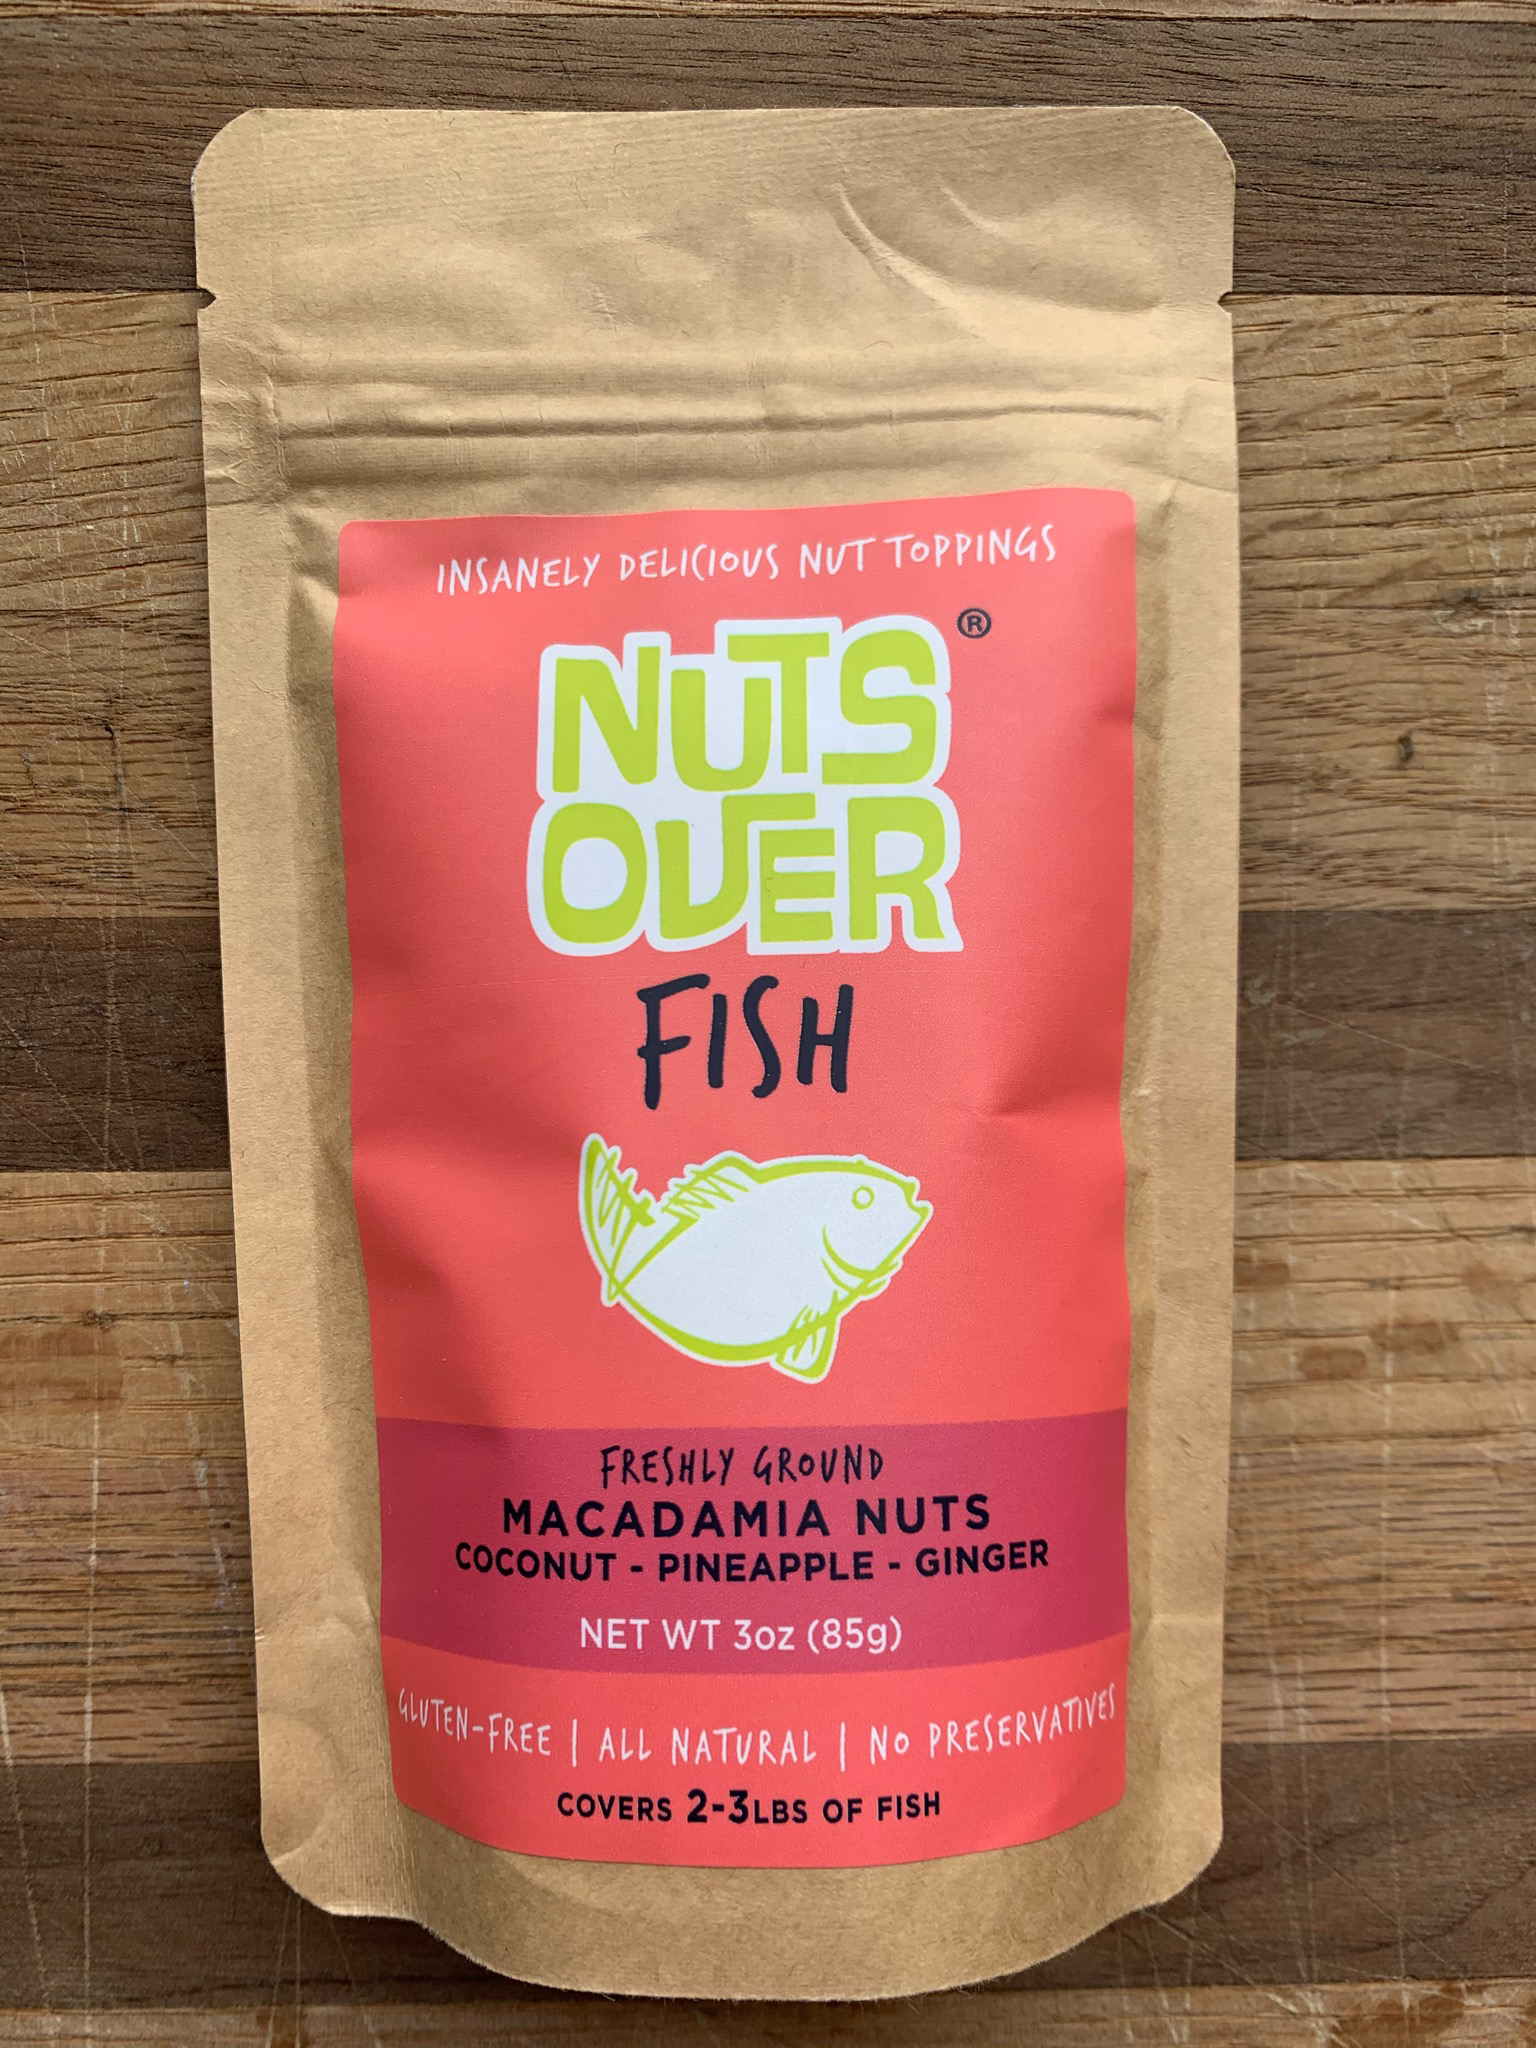 INSANELY DELICIOUS NUT TOPPINGS
NUTS ®
OVER
FISH
FRESHLY GROUND
MACADAMIA NUTS
COCONUT - PINEAPPLE - GINGER
NET WT 3oz (85g)
GLUTEN-FREE | ALL NATURAL | NO PRESERVATIVES
COVERS 2-3LBS OF FISH